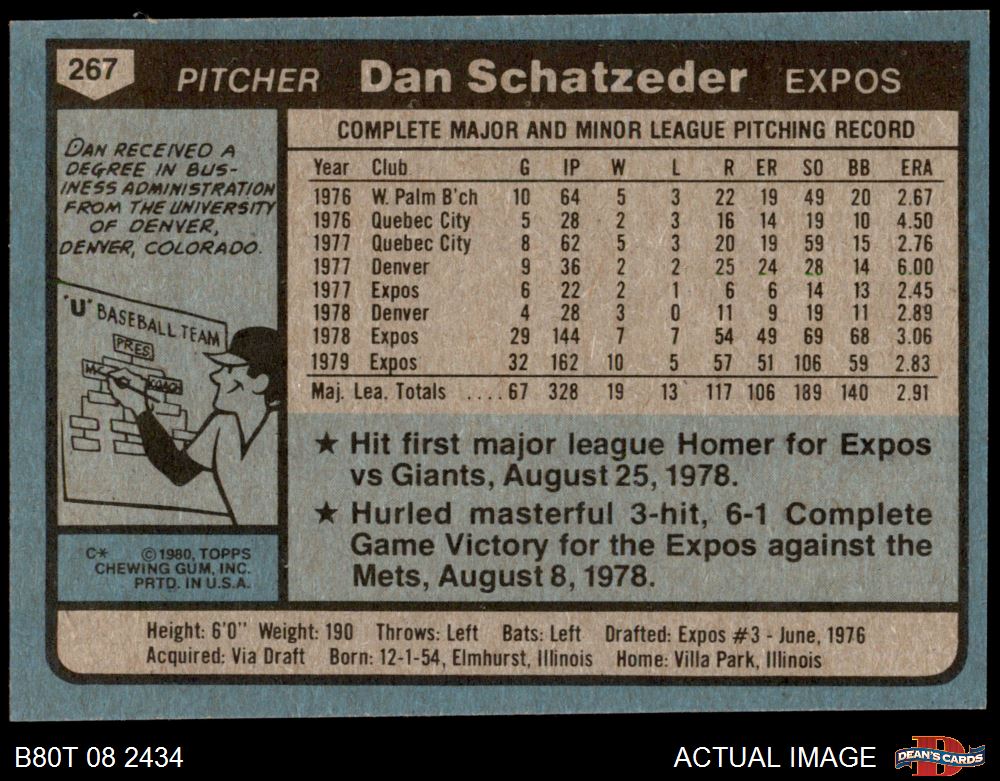 267 PITCHER Dan Schatzeder EXPOS
DAN RECEIVED A
DEGREE IN BUS-
INESS ADMINISTRATION
FROM THE UNIVERSITY
OF DENVER,
DENVER, COLORADO.
"U" BASEBALL TEAM
PRES
COACH
C* ©1980, TOPPS
CHEWING GUM, INC.
PRTD. IN U.S.A.
COMPLETE MAJOR AND MINOR LEAGUE PITCHING RECORD
Year Club G IP W L R ER SO BB ERA
1976 W. Palm B'ch 10 64 5 3 22 19 49 20 2.67
1976 Quebec City 5 28 2 3 16 14 19 10 4.50
1977 Quebec City 8 62 5 3 20 19 59 15 2.76
1977 Denver 9 36 2 2 25 24 28 14 6.00
1977 Expos 6 22 2 1 6 6 14 13 2.45
1978 Denver 4 28 3 0 11 9 19 11 2.89
1978 Expos 29 144 7 7 54 49 69 68 3.06
1979 Expos 32 162 10 5 57 51 106 59 2.83
Maj. Lea. Totals ....67 328 19 13 117 106 189 140 2.91
★ Hit first major league Homer for Expos
vs Giants, August 25, 1978.
★ Hurled masterful 3-hit, 6-1 Complete
Game Victory for the Expos against the
Mets, August 8, 1978.
Height: 6'0" Weight: 190 Throws: Left Bats: Left Drafted: Expos #3 - June, 1976
Acquired: Via Draft Born: 12-1-54, Elmhurst, Illinois Home: Villa Park, Illinois
B80T 08 2434 ACTUAL IMAGE DEAN'S CARDS